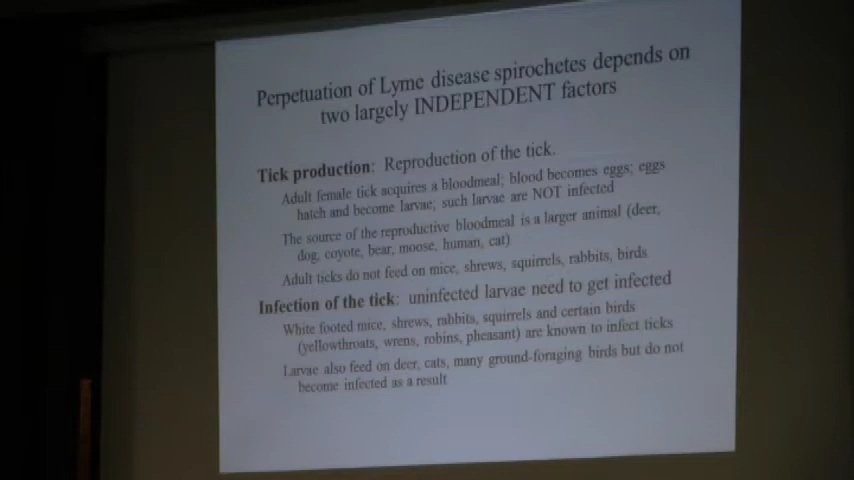 Perpetuation of Lyme disease spirochetes depends on
two largely INDEPENDENT factors
Tick production: Reproduction of the tick.
Adult female tick acquires a bloodmeal; blood becomes eggs; eggs
hatch and become larvae; such larvae are NOT infected
The source of the reproductive bloodmeal is a larger animal (deer,
dog, coyote, bear, moose, human, cat)
Adult ticks do not feed on mice, shrews, squirrels, rabbits, birds
Infection of the tick: uninfected larvae need to get infected
White footed mice, shrews, rabbits, squirrels and certain birds
(yellowthroats, wrens, robins, pheasant) are known to infect ticks
Larvae also feed on deer, cats, many ground-foraging birds but do not
become infected as a result